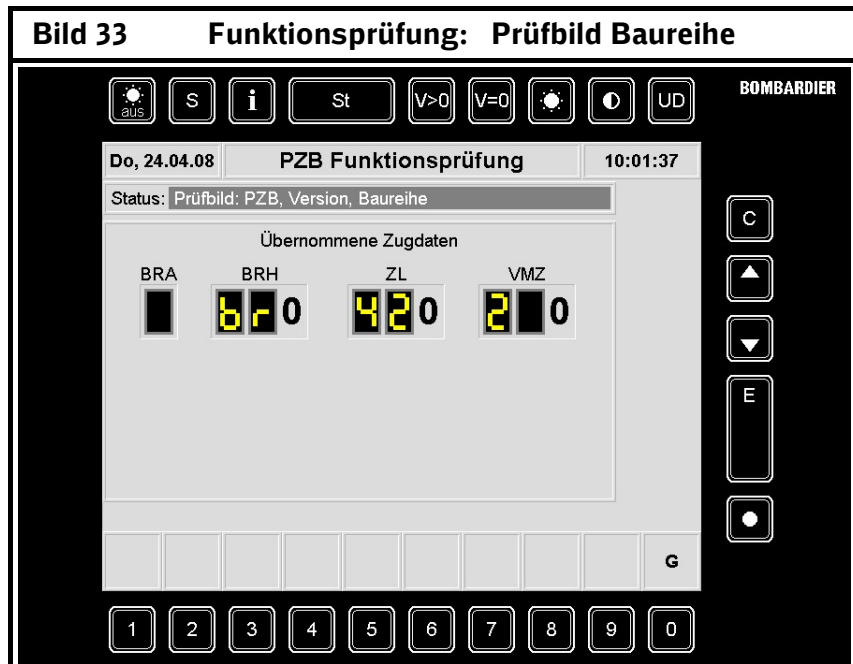 Bild 33 Funktionsprüfung: Prüfbild Baureihe
aus S i St V>0 V=0 UD BOMBARDIER
Do, 24.04.08 PZB Funktionsprüfung 10:01:37
Status: Prüfbild: PZB, Version, Baureihe
C
Übernommene Zugdaten
BRA BRH ZL VMZ
br0 420 2 0
E
G
1 2 3 4 5 6 7 8 9 0